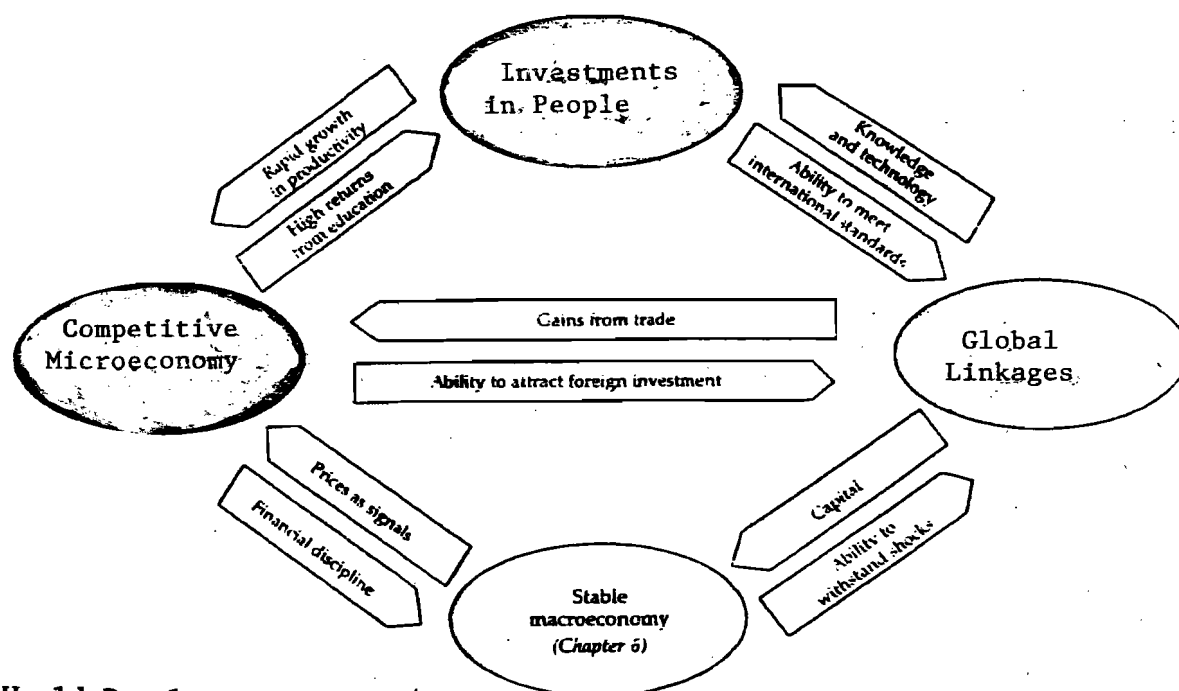 Investments
in People
Rapid growth
in productivity
High returns
from education
Knowledge
and technology
Ability to meet
international standards
Competitive
Microeconomy
Gains from trade
Ability to attract foreign investment
Global
Linkages
Prices as signals
Financial discipline
Capital
Ability to
withstand shocks
Stable
macroeconomy
(Chapter 6)